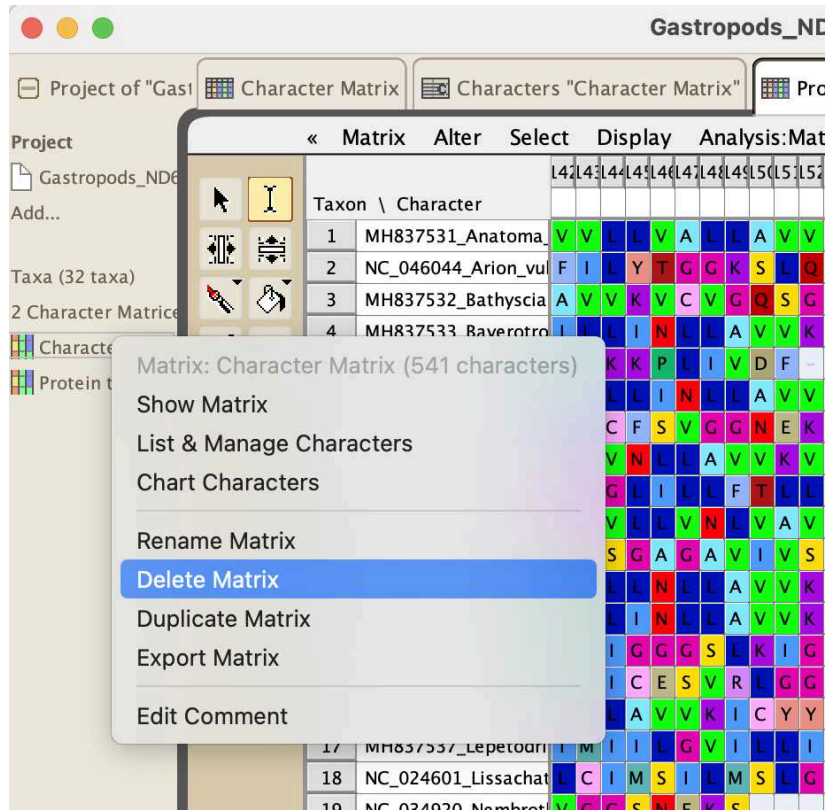 Gastropods_ND
Project of "Gast
Character Matrix
Characters "Character Matrix"
Pro
« Matrix Alter Select Display Analysis:Mat
Project
Gastropods_ND6
Add...
Taxa (32 taxa)
2 Character Matrice
Characte
Protein t
Taxon \ Character
1 MH837531_Anatoma_ V V L L V A L L A V V
2 NC_046044_Arion_vul F I L Y T G G K S L Q
3 MH837532_Bathyscia A V V K V C V G Q S G
4 MH837533_Bayerotro L L L I N L L A V V K
K K P L I V D F -
L L I N L L A V V
C F S V G G N E K
V N L L A V V K V
G L I L L F T L L
V L L V N L V A V
S G A G A V I V S
L L N L L A V V K
L I N L L A V V K
I G G G S L K I G
I C E S V R L G G
L A V V K I C Y Y
Matrix: Character Matrix (541 characters)
Show Matrix
List & Manage Characters
Chart Characters
Rename Matrix
Delete Matrix
Duplicate Matrix
Export Matrix
Edit Comment
17 MH837537_Lepetodri I M I I L G V I L L I
18 NC_024601_Lissachat L C I M S I L M S L G